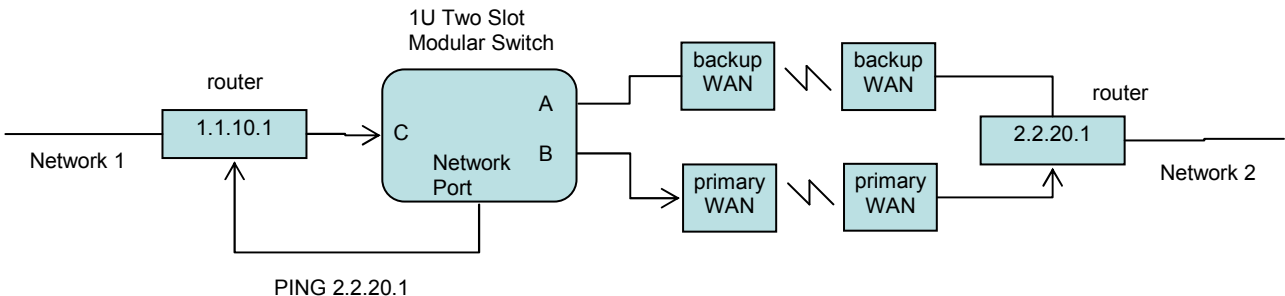 1U Two Slot
Modular Switch
router
1.1.10.1
Network 1
C
A
B
Network
Port
backup
WAN
backup
WAN
primary
WAN
primary
WAN
router
2.2.20.1
Network 2
PING 2.2.20.1